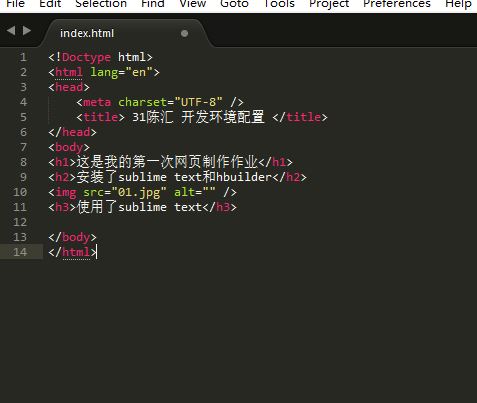 File Edit Selection Find View Goto Tools Project Preferences Help
index.html
1 <!Doctype html>
2 <html lang="en">
3 <head>
4 <meta charset="UTF-8" />
5 <title> 31陈汇 开发环境配置 </title>
6 </head>
7 <body>
8 <h1>这是我的第一次网页制作作业</h1>
9 <h2>安装了sublime text和hbuilder</h2>
10 <img src="01.jpg" alt="" />
11 <h3>使用了sublime text</h3>
12
13 </body>
14 </html>